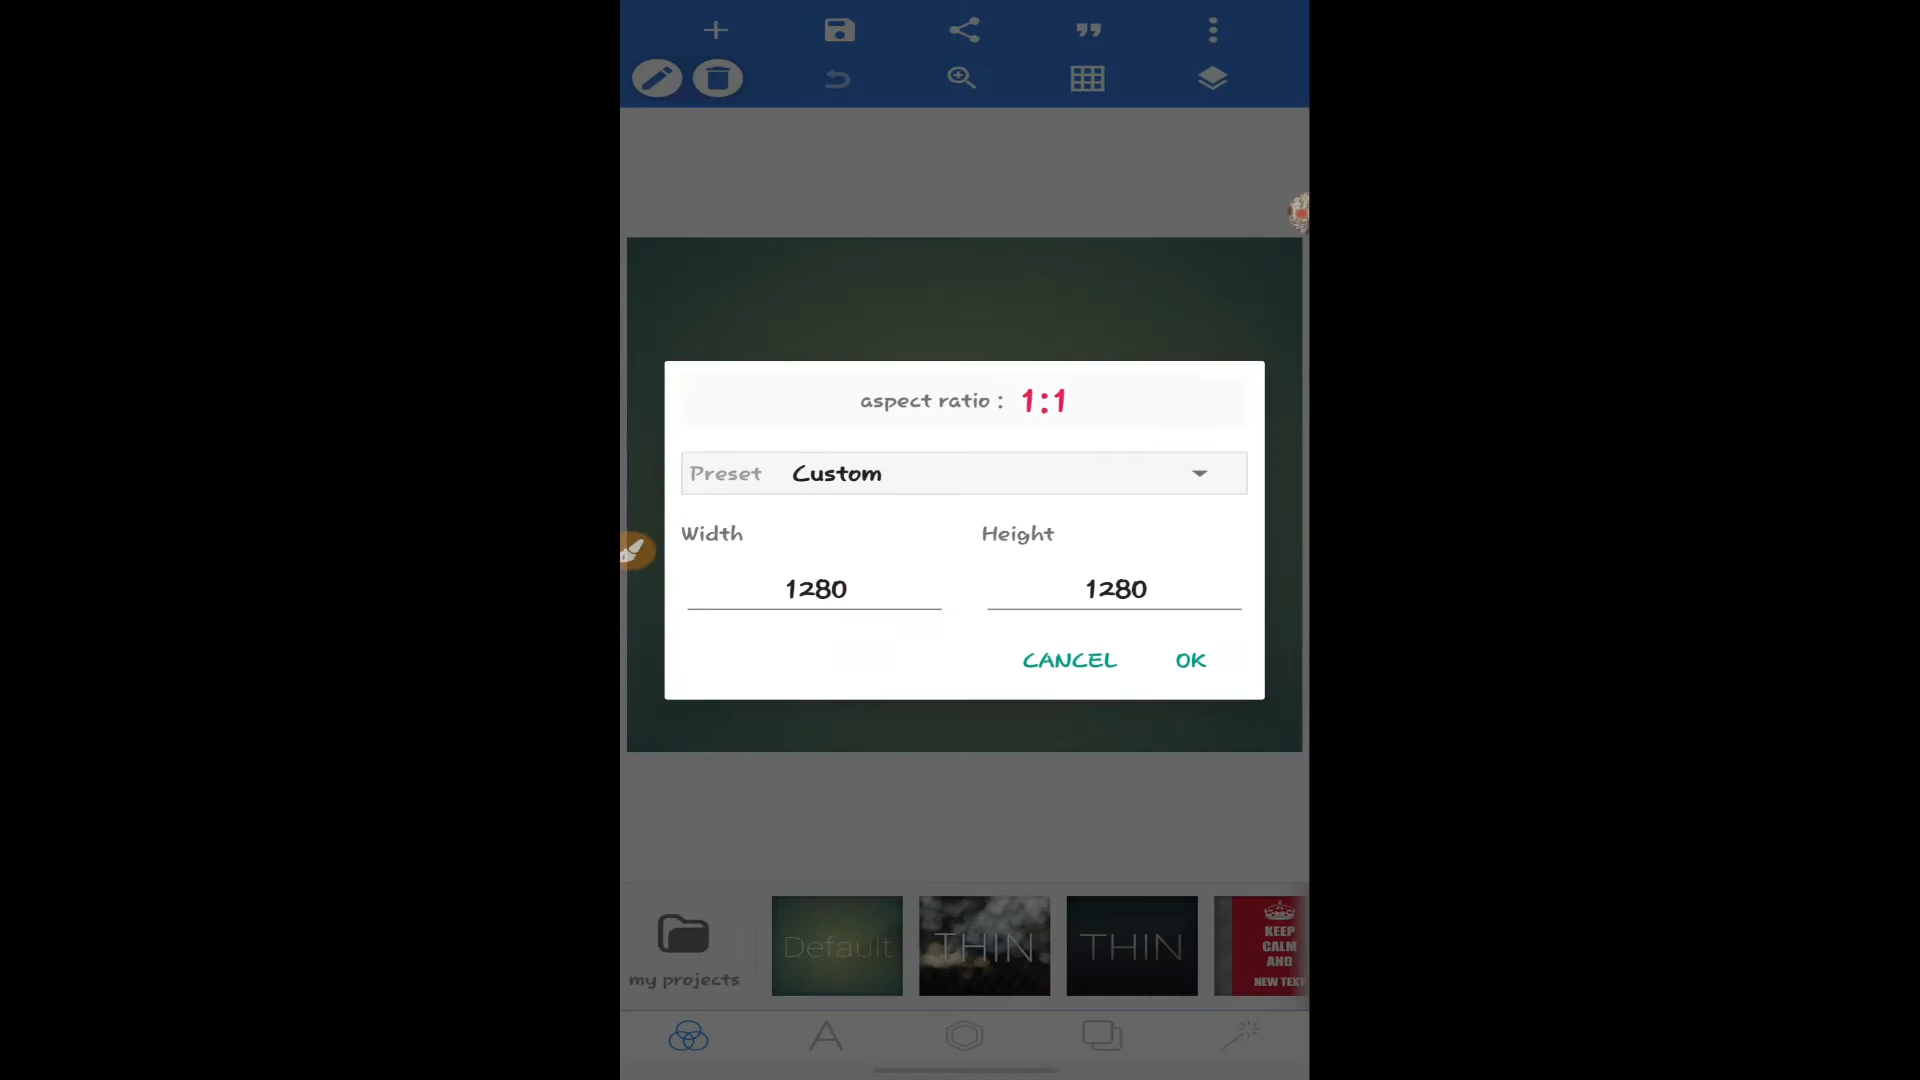 aspect ratio : 1:1
Preset Custom
Width Height
1280 1280
CANCEL OK
my projects
Default
THIN
THIN
KEEP
CALM
AND
NEW TEXT